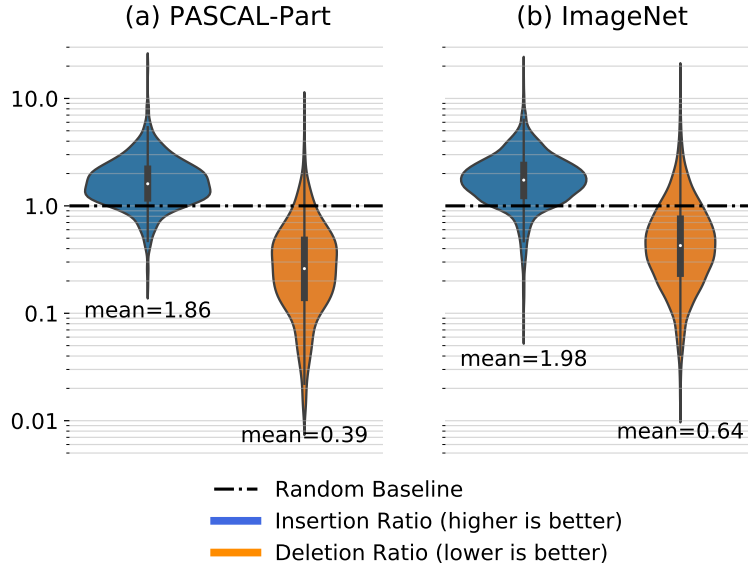 (a) PASCAL-Part
(b) ImageNet
10.0
1.0
0.1
0.01
mean=1.86
mean=0.39
mean=1.98
mean=0.64
Random Baseline
Insertion Ratio (higher is better)
Deletion Ratio (lower is better)